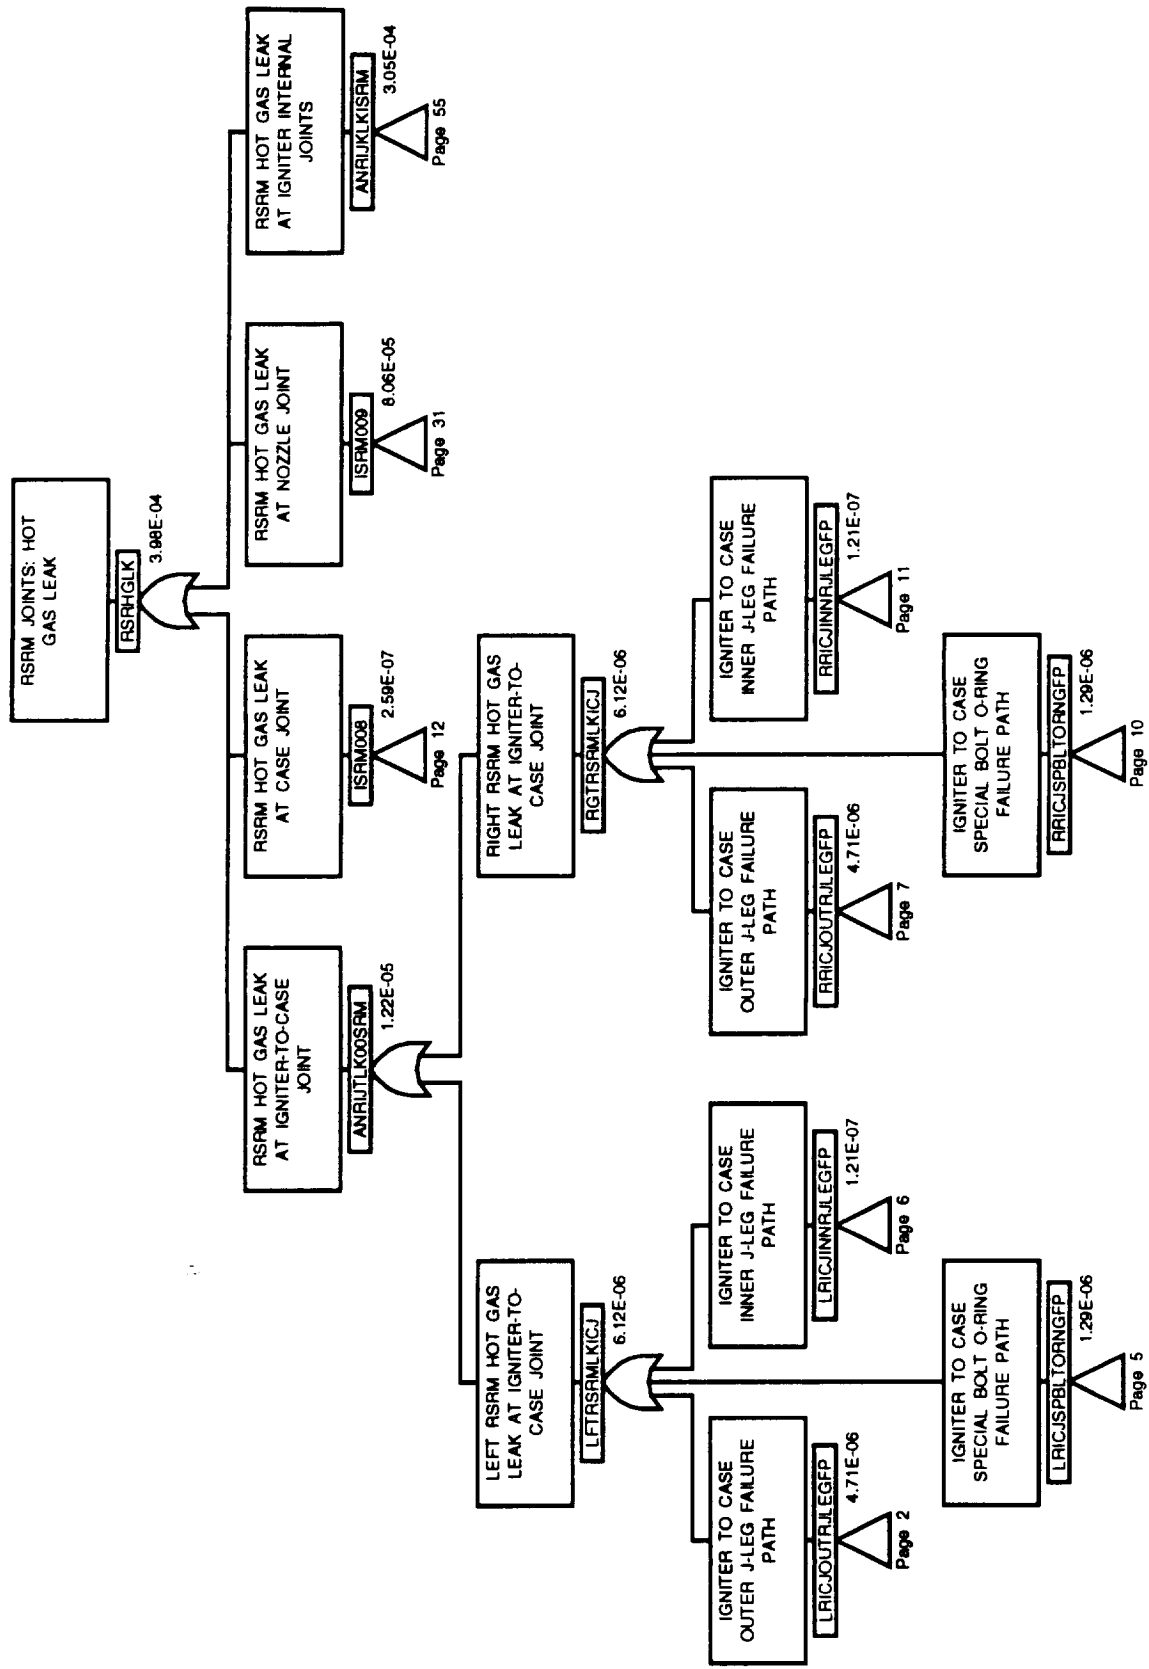 RSRM JOINTS: HOT
GAS LEAK
RSRHGLK
3.98E-04
RSRM HOT GAS LEAK
AT IGNITER-TO-CASE
JOINT
ANRIJTLK00SRM
1.22E-05
RSRM HOT GAS LEAK
AT CASE JOINT
ISRM008
2.59E-07
Page 12
RSRM HOT GAS LEAK
AT NOZZLE JOINT
ISRM009
8.06E-05
Page 31
RSRM HOT GAS LEAK
AT IGNITER INTERNAL
JOINTS
ANRIJKLKISRM
3.05E-04
Page 55
LEFT RSRM HOT GAS
LEAK AT IGNITER-TO-
CASE JOINT
LFTRSRMLKICJ
6.12E-06
RIGHT RSRM HOT GAS
LEAK AT IGNITER-TO-
CASE JOINT
RGTRSRMLKICJ
6.12E-06
IGNITER TO CASE
OUTER J-LEG FAILURE
PATH
LRICJOUTRJLEGFP
4.71E-06
Page 2
IGNITER TO CASE
INNER J-LEG FAILURE
PATH
LRICJINNRJLEGFP
1.21E-07
Page 6
IGNITER TO CASE
OUTER J-LEG FAILURE
PATH
RRICJOUTRJLEGFP
4.71E-06
Page 7
IGNITER TO CASE
INNER J-LEG FAILURE
PATH
RRICJINNRJLEGFP
1.21E-07
Page 11
IGNITER TO CASE
SPECIAL BOLT O-RING
FAILURE PATH
LRICJSPBLTORNGFP
1.29E-06
Page 5
IGNITER TO CASE
SPECIAL BOLT O-RING
FAILURE PATH
RRICJSPBLTORNGFP
1.29E-06
Page 10